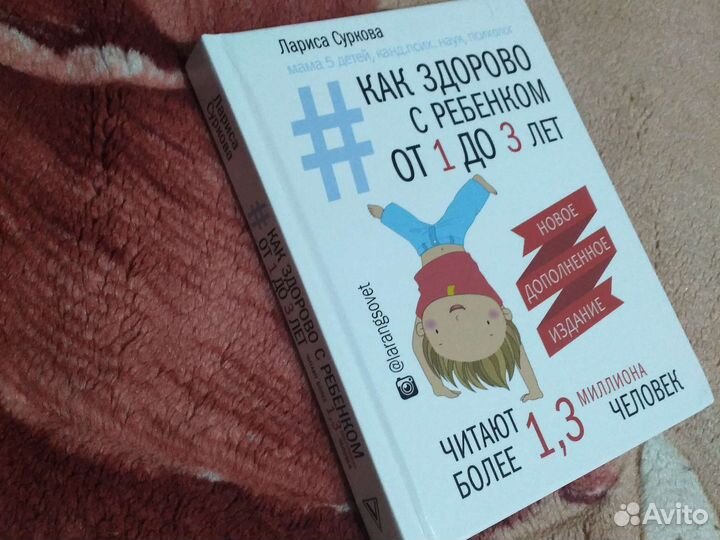 Лариса Суркова
мама 5 детей, канд.псих. наук, психолог
#КАК ЗДОРОВО
С РЕБЕНКОМ
ОТ 1 ДО 3 ЛЕТ
НОВОЕ
ДОПОЛНЕННОЕ
ИЗДАНИЕ
@larangsovet
ЧИТАЮТ
БОЛЕЕ
1,3
МИЛЛИОНА
ЧЕЛОВЕК
Лариса
Суркова
# КАК ЗДОРОВО С РЕБЕНКОМ
ОТ 1 ДО 3 ЛЕТ
1,3
Avito